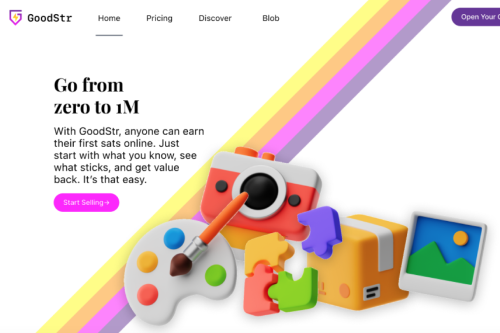 GoodStr
Home
Pricing
Discover
Blob
Open Your
Go from
zero to 1M
With GoodStr, anyone can earn
their first sats online. Just
start with what you know, see
what sticks, and get value
back. It's that easy.
Start Selling→